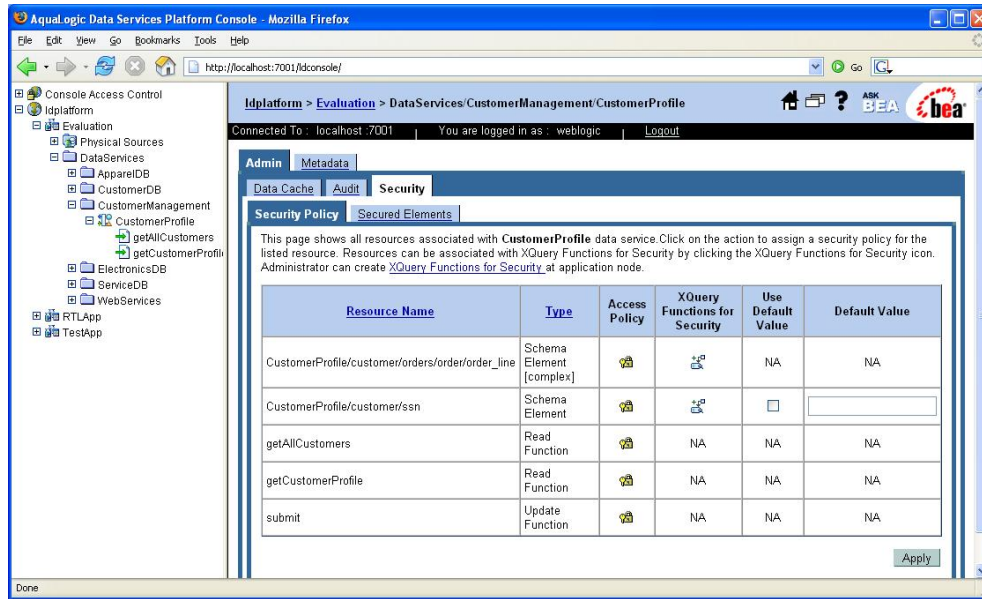 AquaLogic Data Services Platform Console - Mozilla Firefox
File Edit View Go Bookmarks Tools Help
http://localhost:7001/ldconsole/
Go
Console Access Control
ldplatform
Evaluation
Physical Sources
DataServices
ApparelDB
CustomerDB
CustomerManagement
CustomerProfile
getAllCustomers
getCustomerProfil
ElectronicsDB
ServiceDB
WebServices
RTLApp
TestApp
ldplatform > Evaluation > DataServices/CustomerManagement/CustomerProfile
ASK BEA
bea
Connected To : localhost :7001 | You are logged in as : weblogic | Logout
Admin Metadata
Data Cache Audit Security
Security Policy Secured Elements
This page shows all resources associated with CustomerProfile data service.Click on the action to assign a security policy for the
listed resource. Resources can be associated with XQuery Functions for Security by clicking the XQuery Functions for Security icon.
Administrator can create XQuery Functions for Security at application node.
Resource Name Type Access Policy XQuery Functions for Security Use Default Value Default Value
CustomerProfile/customer/orders/order/order_line Schema Element [complex] NA NA
CustomerProfile/customer/ssn Schema Element
getAllCustomers Read Function NA NA NA
getCustomerProfile Read Function NA NA NA
submit Update Function NA NA NA
Apply
Done